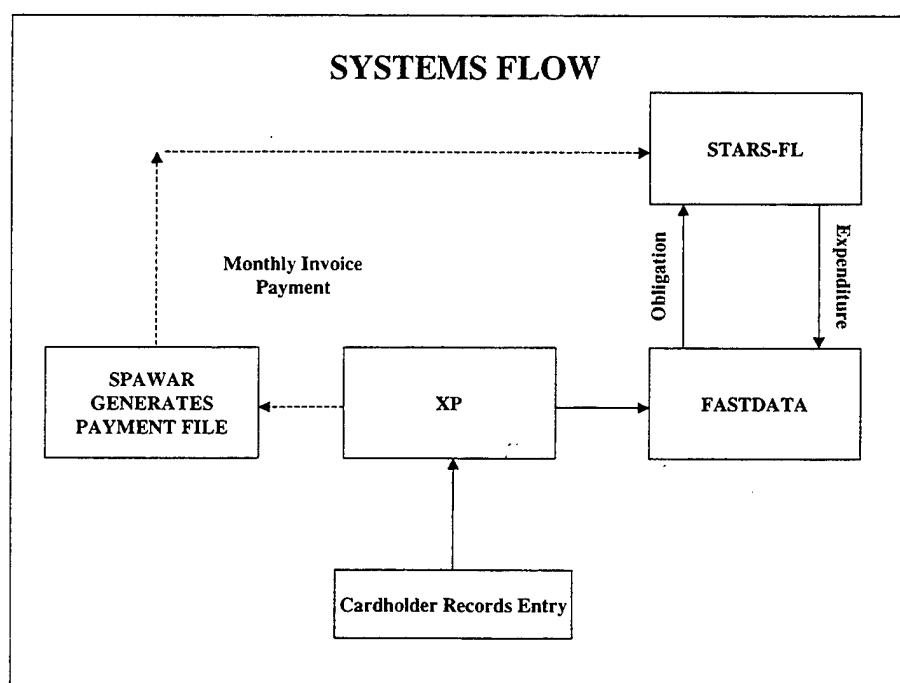 SYSTEMS FLOW
STARS-FL
Monthly Invoice
Payment
Obligation
Expenditure
SPAWAR
GENERATES
PAYMENT FILE
XP
FASTDATA
Cardholder Records Entry